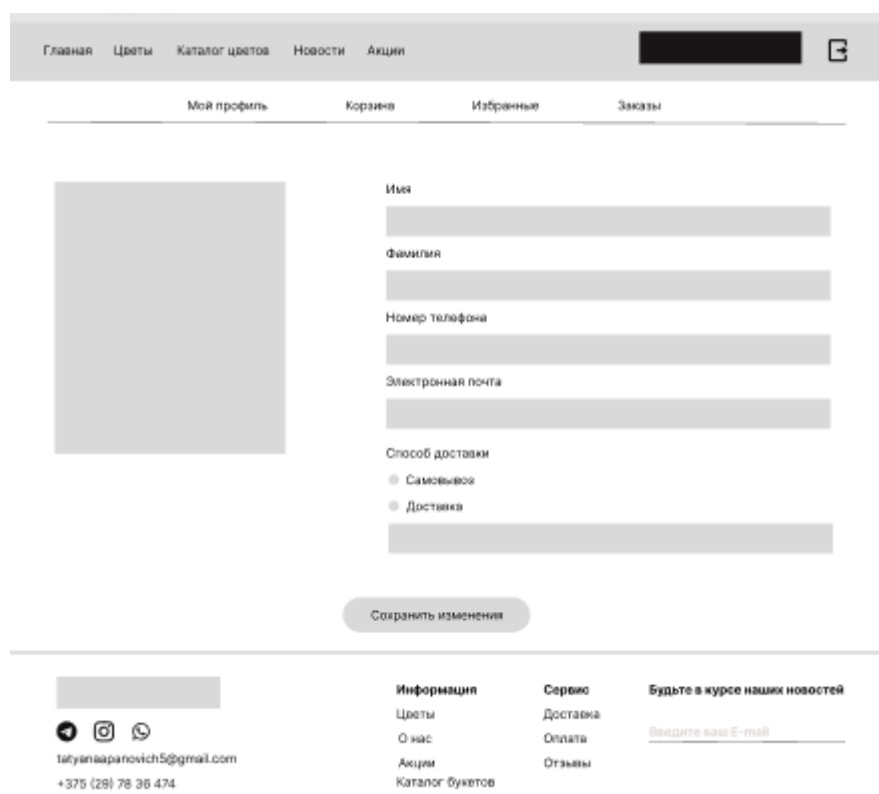 Главная Цветы Каталог цветов Новости Акции
Мой профиль Корзина Избранные Заказы
Имя
Фамилия
Номер телефона
Электронная почта
Способ доставки
Самовывоз
Доставка
Сохранить изменения
Информация Сервис Будьте в курсе наших новостей
Цветы Доставка
О нас Оплата Введите ваш E-mail
tatyanaapanovich5@gmail.com Акции Отзывы
+375 (29) 78 36 474 Каталог букетов